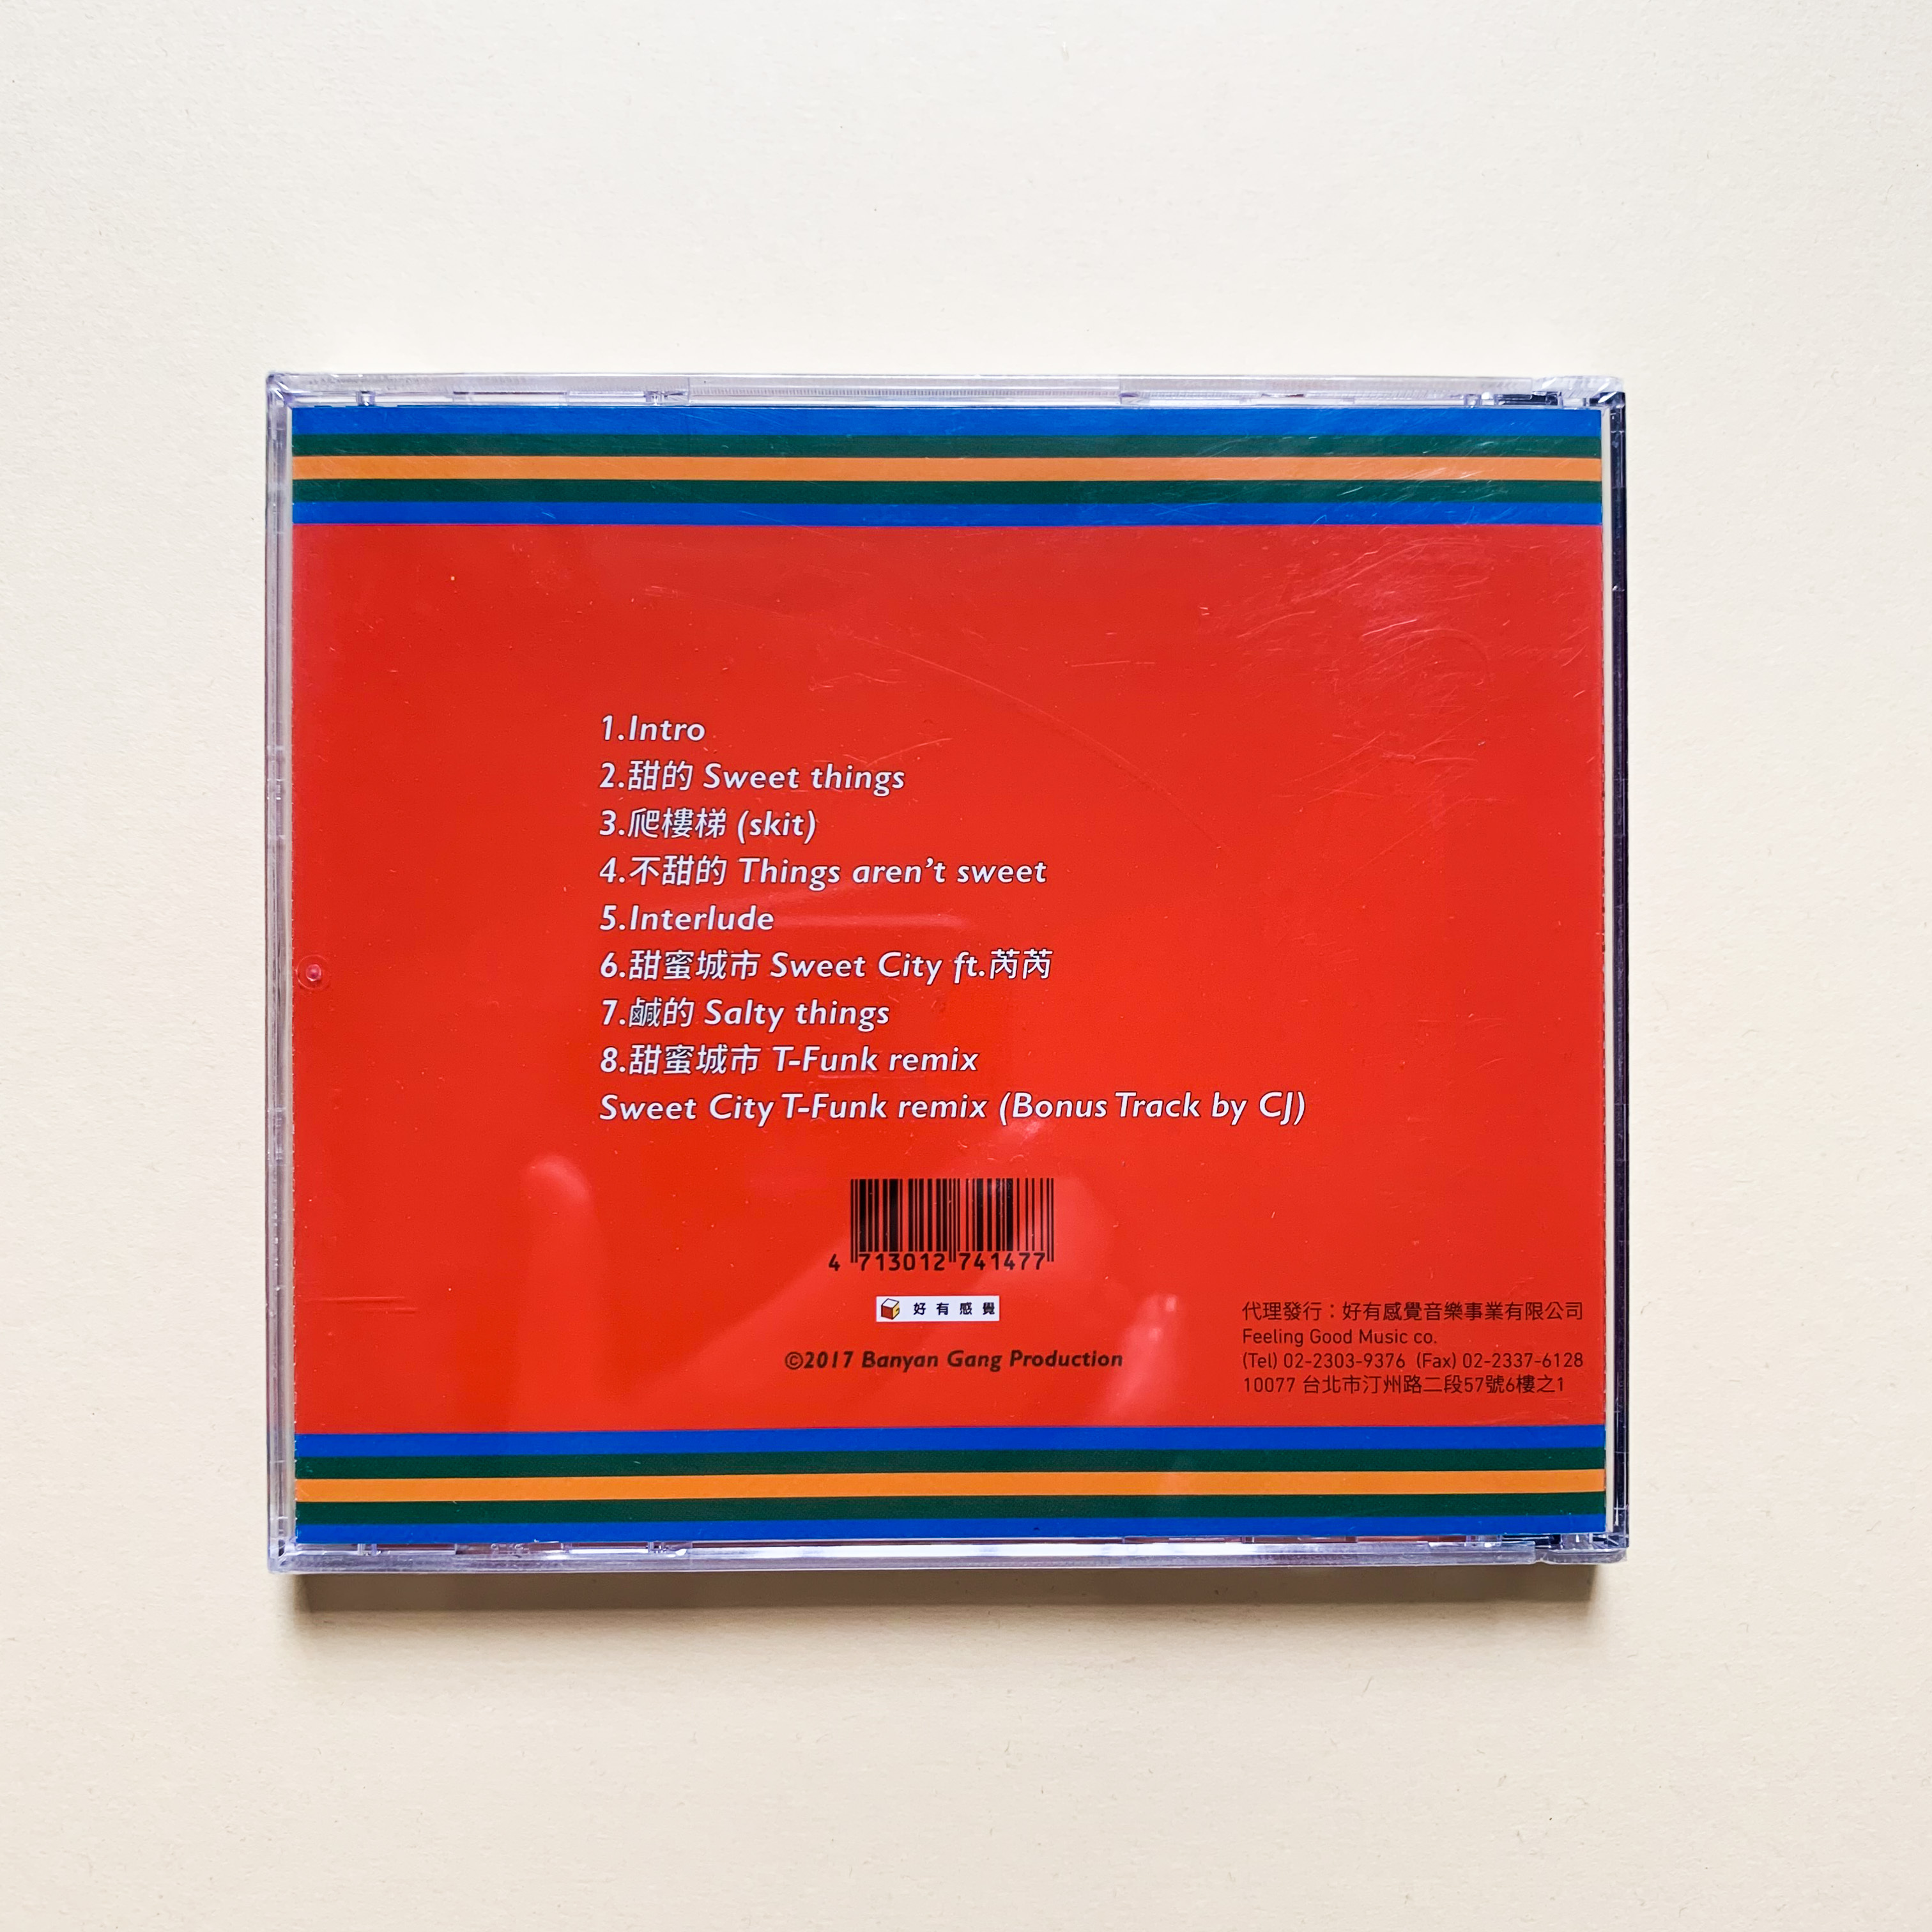 1.Intro
2.甜的 Sweet things
3.爬樓梯 (skit)
4.不甜的 Things aren’t sweet
5.Interlude
6.甜蜜城市 Sweet City ft.芮芮
7.鹹的 Salty things
8.甜蜜城市 T-Funk remix
Sweet City T-Funk remix (Bonus Track by CJ)
4 713012 741477
好有感覺
©2017 Banyan Gang Production
代理發行：好有感覺音樂事業有限公司
Feeling Good Music co.
(Tel) 02-2303-9376 (Fax) 02-2337-6128
10077 台北市汀州路二段57號6樓之1